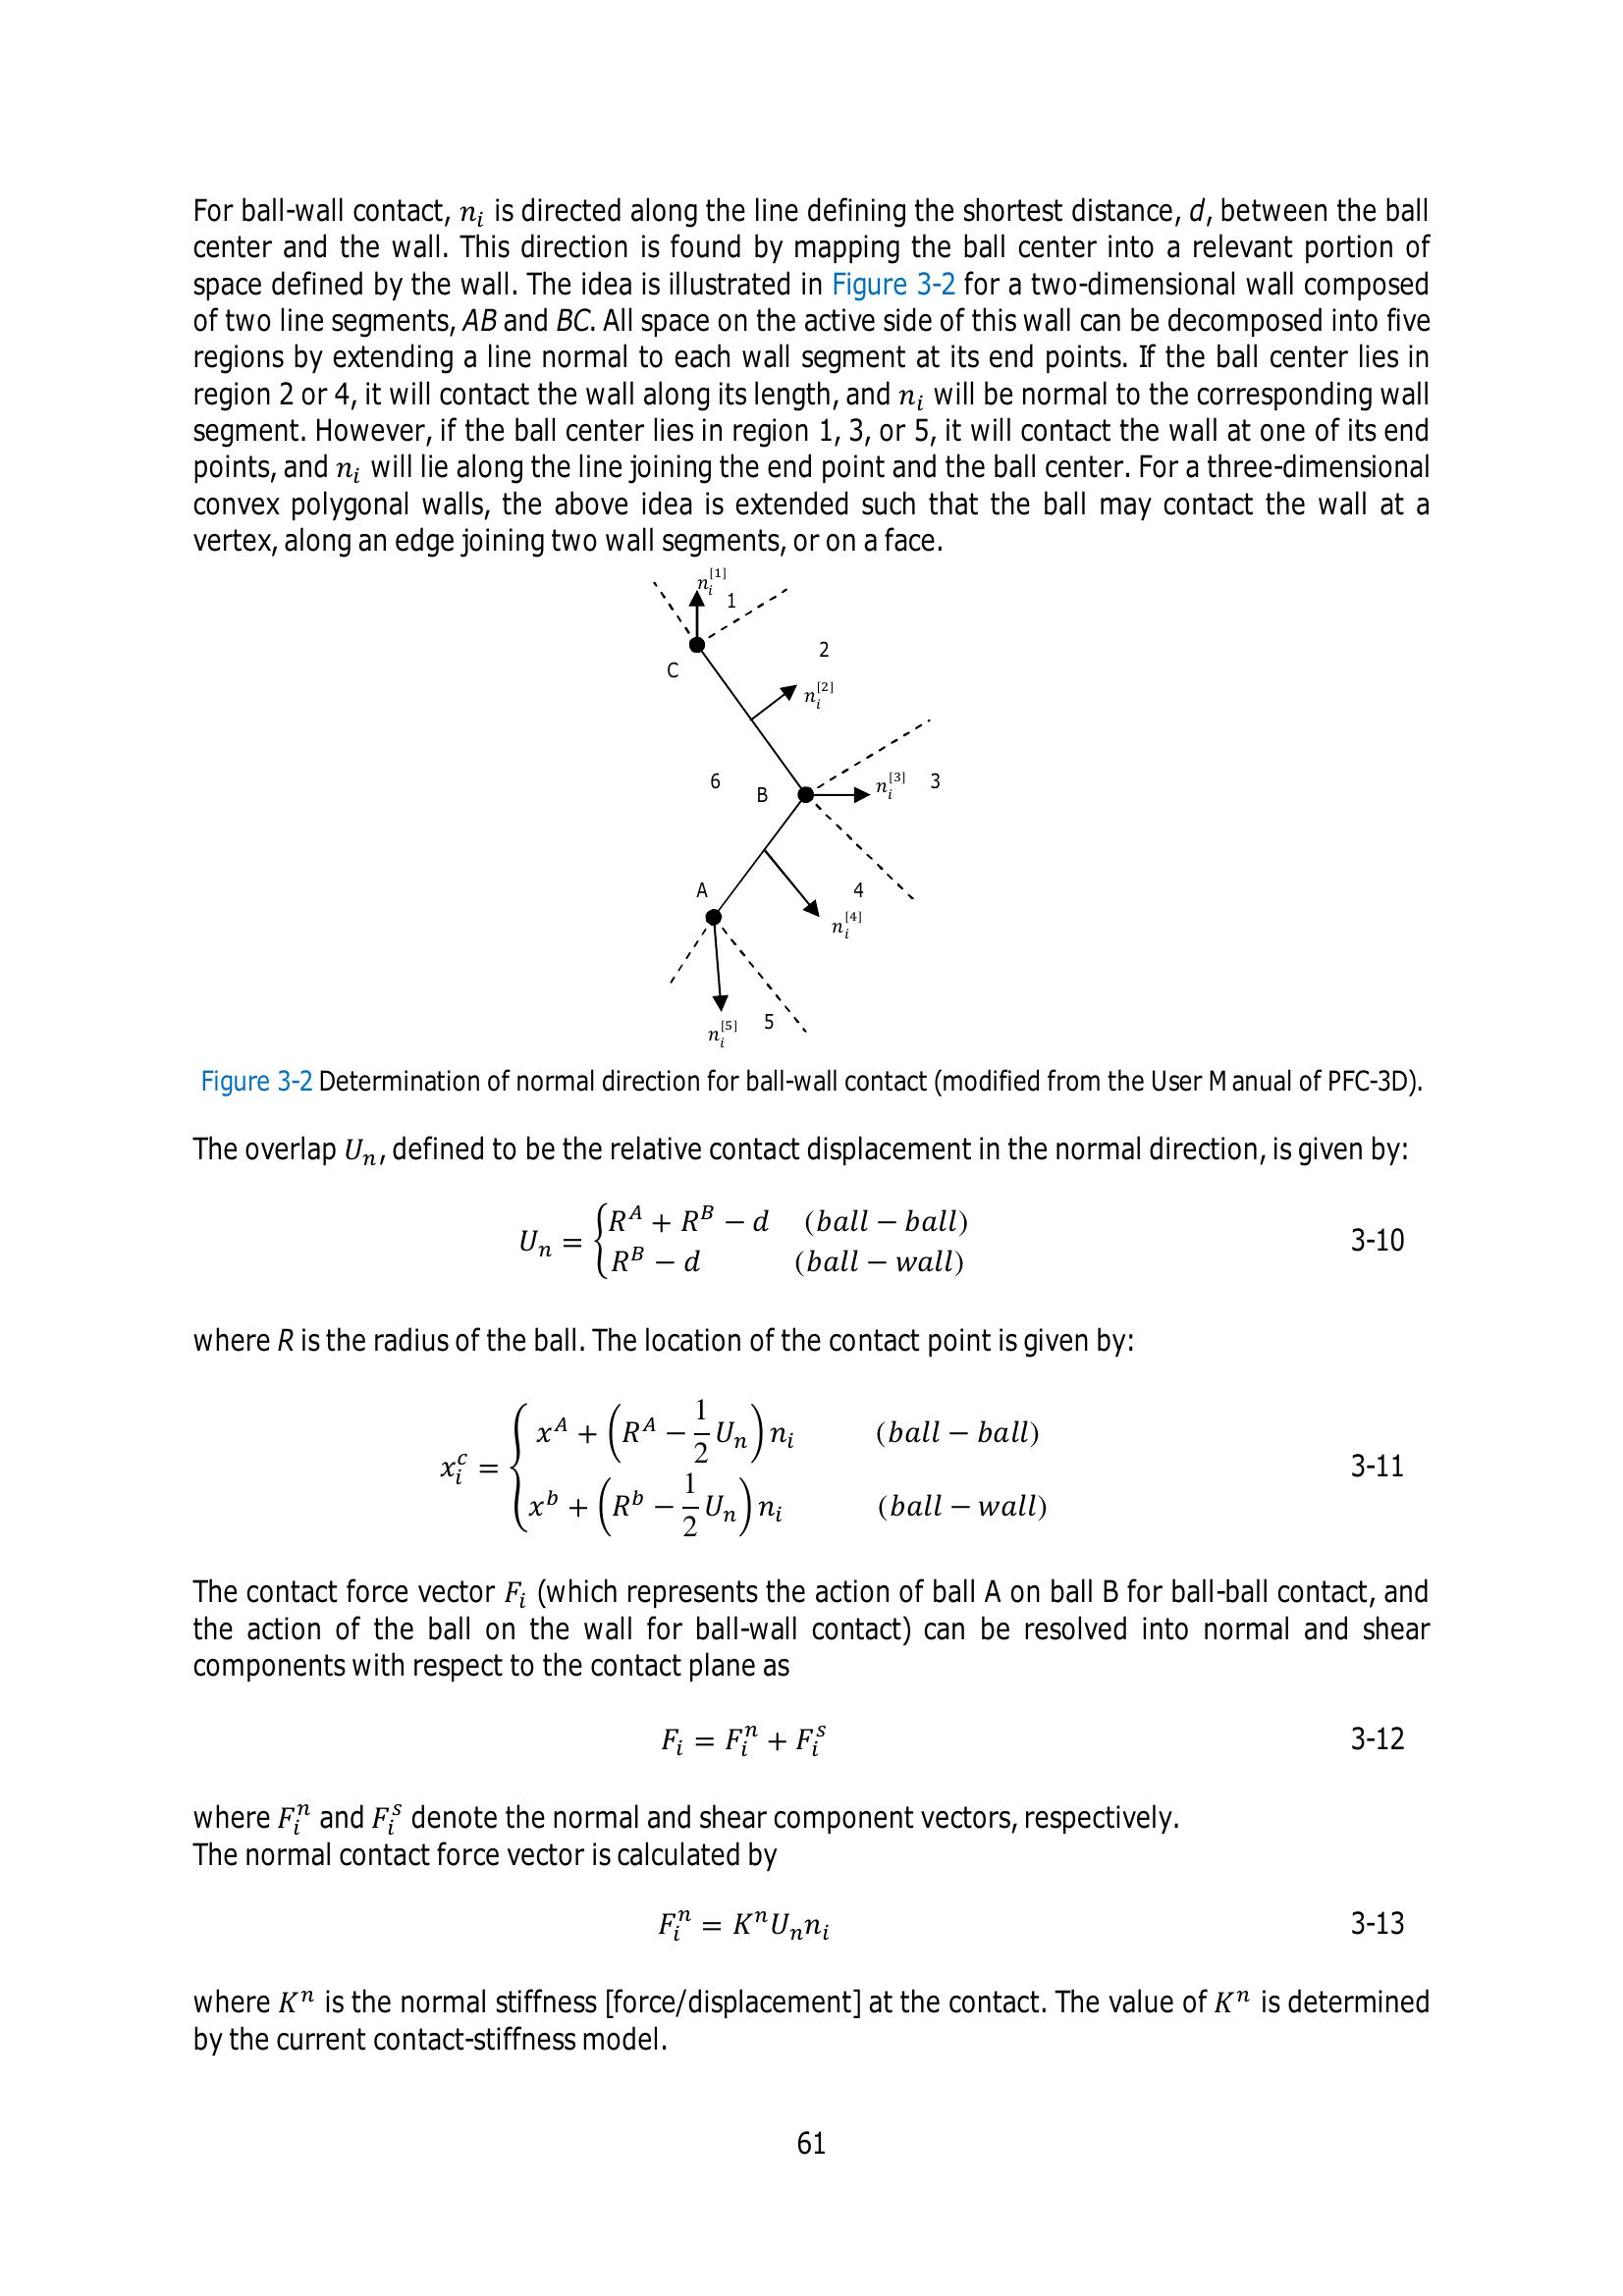 For ball-wall contact, n_i is directed along the line defining the shortest distance, d, between the ball
center and the wall. This direction is found by mapping the ball center into a relevant portion of
space defined by the wall. The idea is illustrated in Figure 3-2 for a two-dimensional wall composed
of two line segments, AB and BC. All space on the active side of this wall can be decomposed into five
regions by extending a line normal to each wall segment at its end points. If the ball center lies in
region 2 or 4, it will contact the wall along its length, and n_i will be normal to the corresponding wall
segment. However, if the ball center lies in region 1, 3, or 5, it will contact the wall at one of its end
points, and n_i will lie along the line joining the end point and the ball center. For a three-dimensional
convex polygonal walls, the above idea is extended such that the ball may contact the wall at a
vertex, along an edge joining two wall segments, or on a face.
n_i^[1]
1
2
C
n_i^[2]
6
B
n_i^[3]
3
A
4
n_i^[4]
5
n_i^[5]
Figure 3-2 Determination of normal direction for ball-wall contact (modified from the User Manual of PFC-3D).
The overlap U_n, defined to be the relative contact displacement in the normal direction, is given by:
U_n = { R^A + R^B − d (ball − ball)
R^B − d (ball − wall)
3-10
where R is the radius of the ball. The location of the contact point is given by:
x_i^c = { x^A + (R^A − 1/2 U_n) n_i (ball − ball)
x^b + (R^b − 1/2 U_n) n_i (ball − wall)
3-11
The contact force vector F_i (which represents the action of ball A on ball B for ball-ball contact, and
the action of the ball on the wall for ball-wall contact) can be resolved into normal and shear
components with respect to the contact plane as
F_i = F_i^n + F_i^s 3-12
where F_i^n and F_i^s denote the normal and shear component vectors, respectively.
The normal contact force vector is calculated by
F_i^n = K^n U_n n_i 3-13
where K^n is the normal stiffness [force/displacement] at the contact. The value of K^n is determined
by the current contact-stiffness model.
61